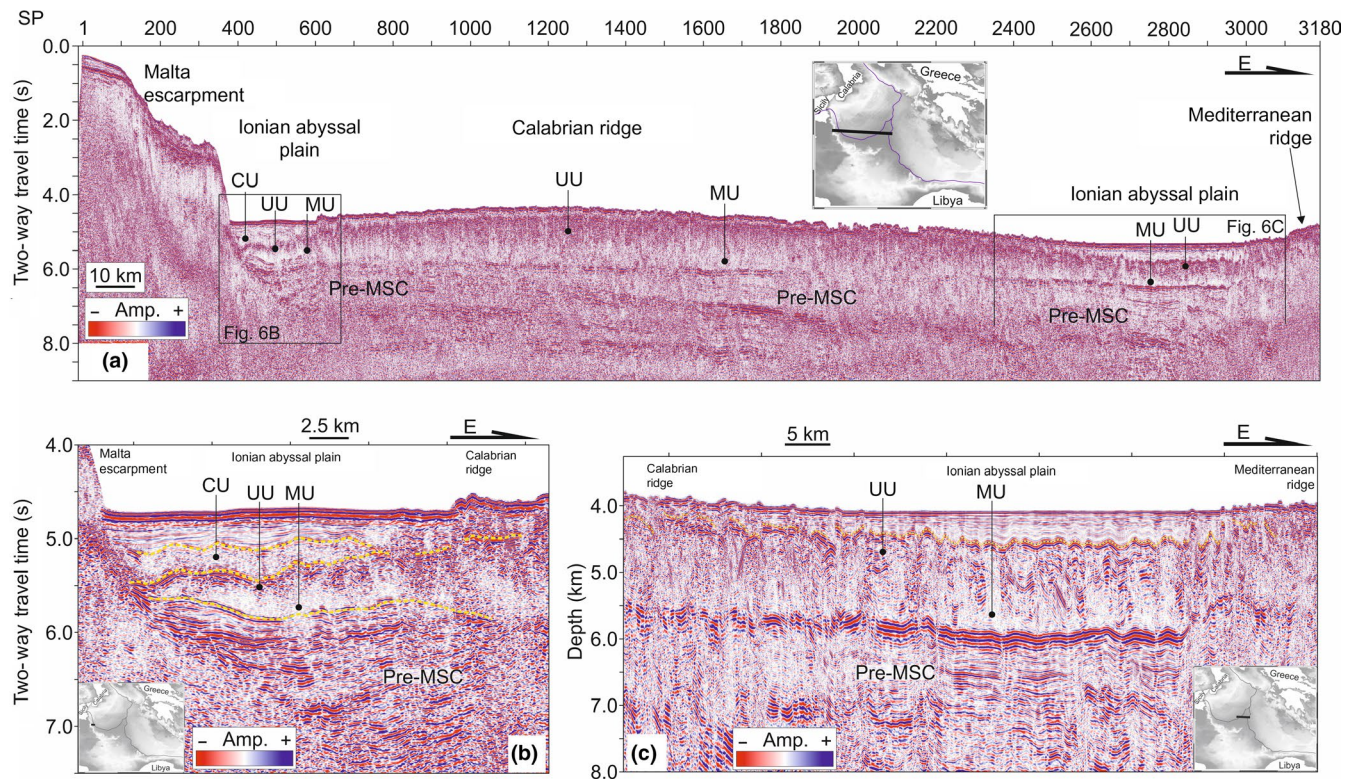 SP
1 200 400 600 800 1000 1200 1400 1600 1800 2000 2200 2400 2600 2800 3000 3180
0.0
2.0
4.0
6.0
8.0
Two-way travel time (s)
Malta
escarpment
Ionian abyssal
plain
CU
UU
MU
Calabrian ridge
UU
MU
Greece
Sicily
Calabria
Libya
E
Mediterranean
ridge
Ionian abyssal plain
MU
UU
Fig. 6C
10 km
- Amp. +
(a)
Fig. 6B
Pre-MSC
Pre-MSC
Pre-MSC
2.5 km
E
4.0
5.0
6.0
7.0
Two-way travel time (s)
Malta
escarpment
Ionian abyssal plain
Calabrian
ridge
CU
UU
MU
Pre-MSC
Greece
Libya
- Amp. +
(b)
5 km
E
Calabrian
ridge
Ionian abyssal plain
Mediterranean
ridge
4.0
5.0
6.0
7.0
8.0
Depth (km)
UU
MU
Pre-MSC
(c)
- Amp. +
Greece
Libya